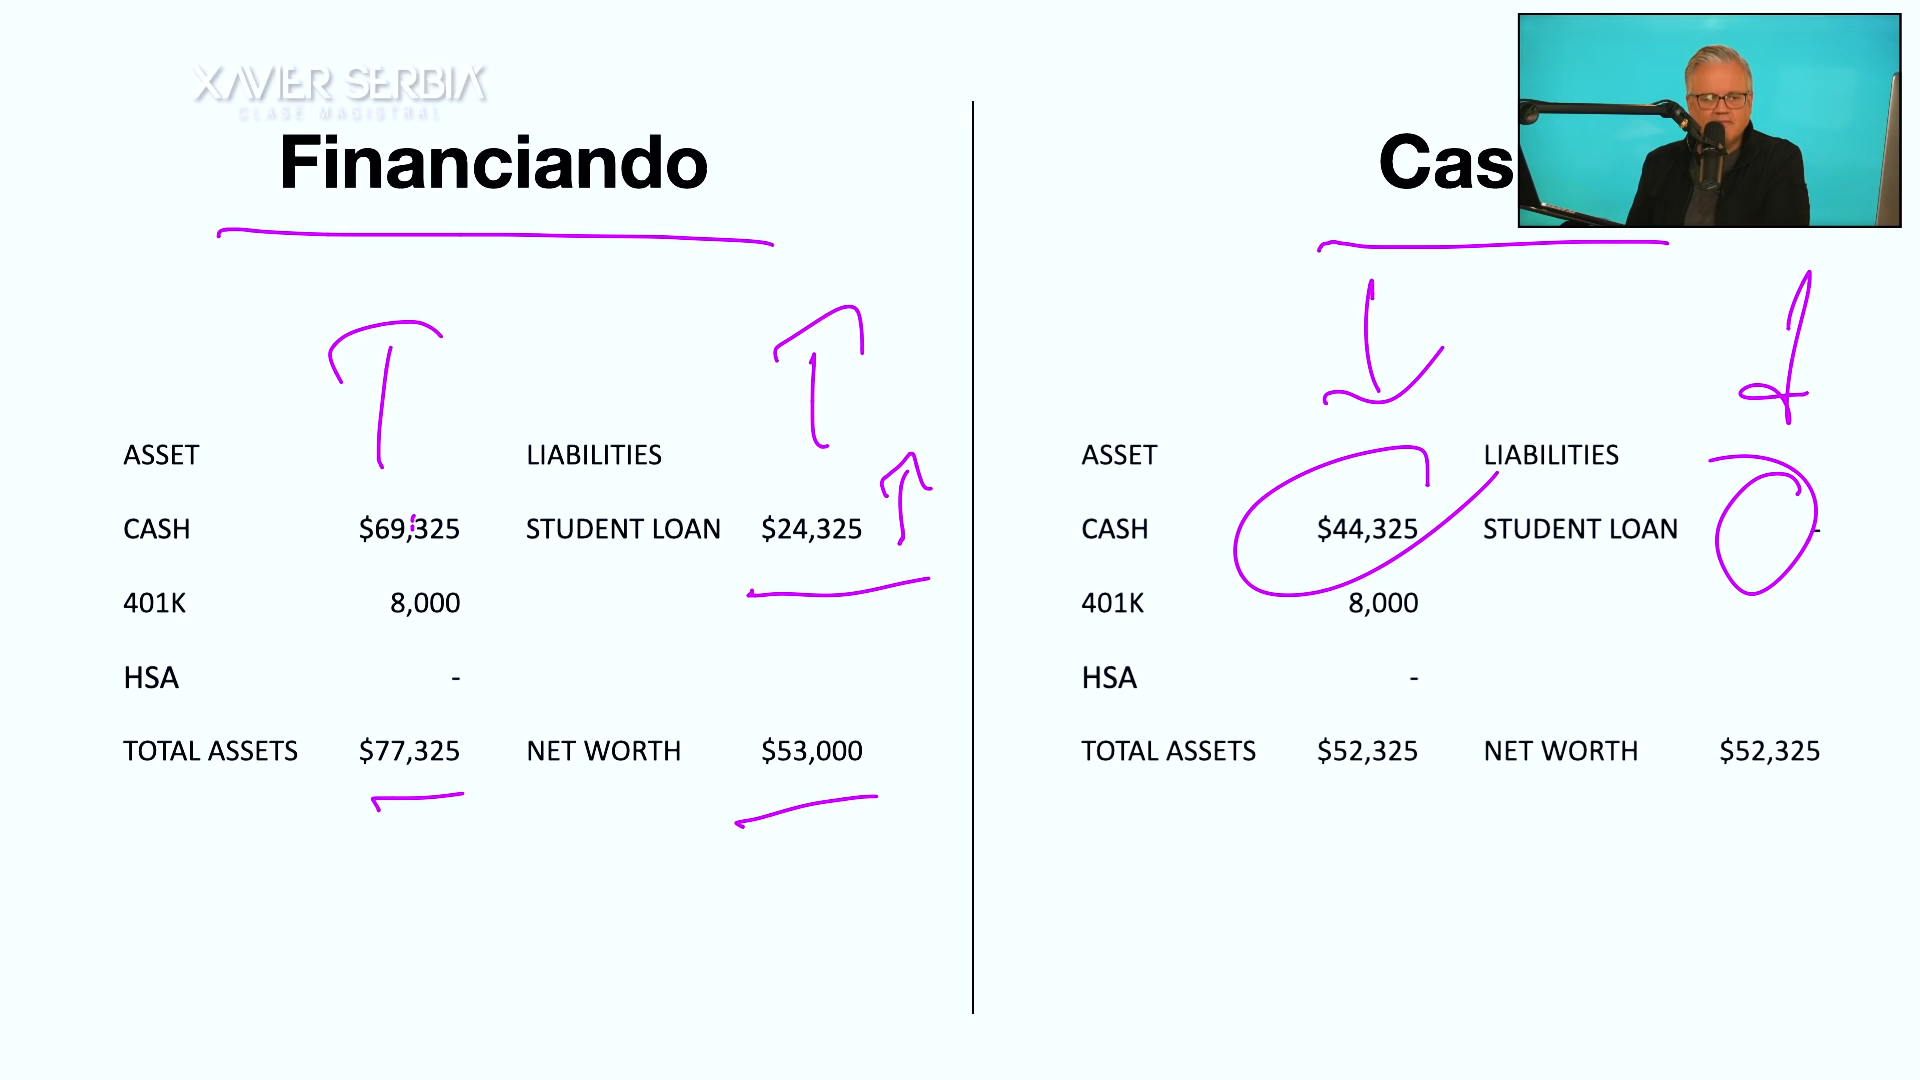 XAVIER SERBIA
CLASE MAGISTRAL
Financiando
ASSET LIABILITIES
CASH $69,325 STUDENT LOAN $24,325
401K 8,000
HSA -
TOTAL ASSETS $77,325 NET WORTH $53,000
Cas
ASSET LIABILITIES
CASH $44,325 STUDENT LOAN -
401K 8,000
HSA -
TOTAL ASSETS $52,325 NET WORTH $52,325